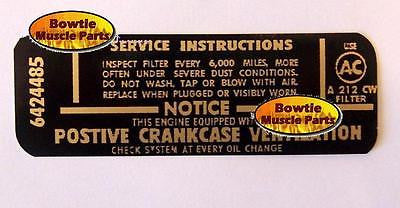 Bowtie
Muscle Parts
SERVICE INSTRUCTIONS
INSPECT FILTER EVERY 6,000 MILES, MORE
OFTEN UNDER SEVERE DUST CONDITIONS.
DO NOT WASH, TAP OR BLOW WITH AIR.
REPLACE WHEN PLUGGED OR VISIBLY WORN.
USE
AC
A 212 CW
FILTER
6424485
NOTICE
THIS ENGINE EQUIPPED
POSTIVE CRANKCASE VENTILATION
CHECK SYSTEM AT EVERY OIL CHANGE
Bowtie
Muscle Parts